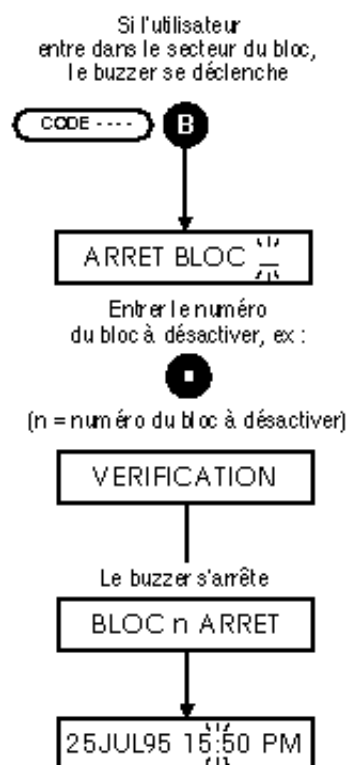 Si l'utilisateur
entre dans le secteur du bloc,
le buzzer se déclenche
CODE ---- B
ARRET BLOC _
Entrer le numéro
du bloc à désactiver, ex :
(n = numéro du bloc à désactiver)
VERIFICATION
Le buzzer s'arrête
BLOC n ARRET
25JUL95 15:50 PM